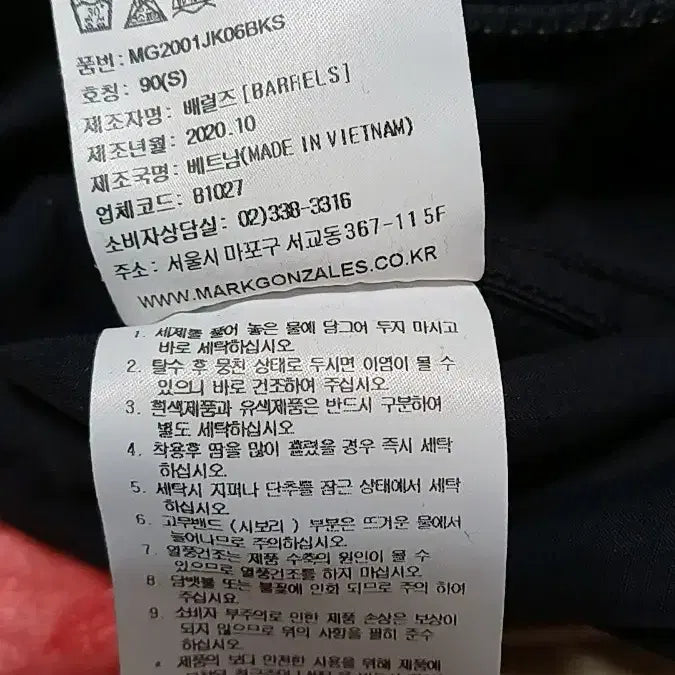 품번: MG2001JK06BKS
호칭: 90(S)
제조자명: 배럴즈[BARRELS]
제조년월: 2020.10
제조국명: 베트남(MADE IN VIETNAM)
업체코드: B1027
소비자상담실: 02)338-3316
주소: 서울시 마포구 서교동 367-11 5F
WWW.MARKGONZALES.CO.KR
1. 세제를 풀어 놓은 물에 담그어 두지 마시고
바로 세탁하십시오.
2. 탈수 후 뭉친 상태로 두시면 이염이 될 수
있으니 바로 건조하여 주십시오.
3. 흰색제품과 유색제품은 반드시 구분하여
별도 세탁하십시오.
4. 착용후 땀을 많이 흘렸을 경우 즉시 세탁
하십시오.
5. 세탁시 지퍼나 단추를 잠근 상태에서 세탁
하십시오.
6. 고무밴드 (시보리) 부분은 뜨거운 물에서
늘어나므로 주의하십시오.
7. 열풍건조는 제품 수축의 원인이 될 수
있으므로 열풍건조를 하지 마십시오.
8 담뱃불 또는 불꽃에 인화 되므로 주의 하여
주십시요.
9. 소비자 부주의로 인한 제품 손상은 보상이
되지 않으므로 위의 사항을 필히 준수
하십시오.
* 제품의 보다 안전한 사용을 위해 제품에